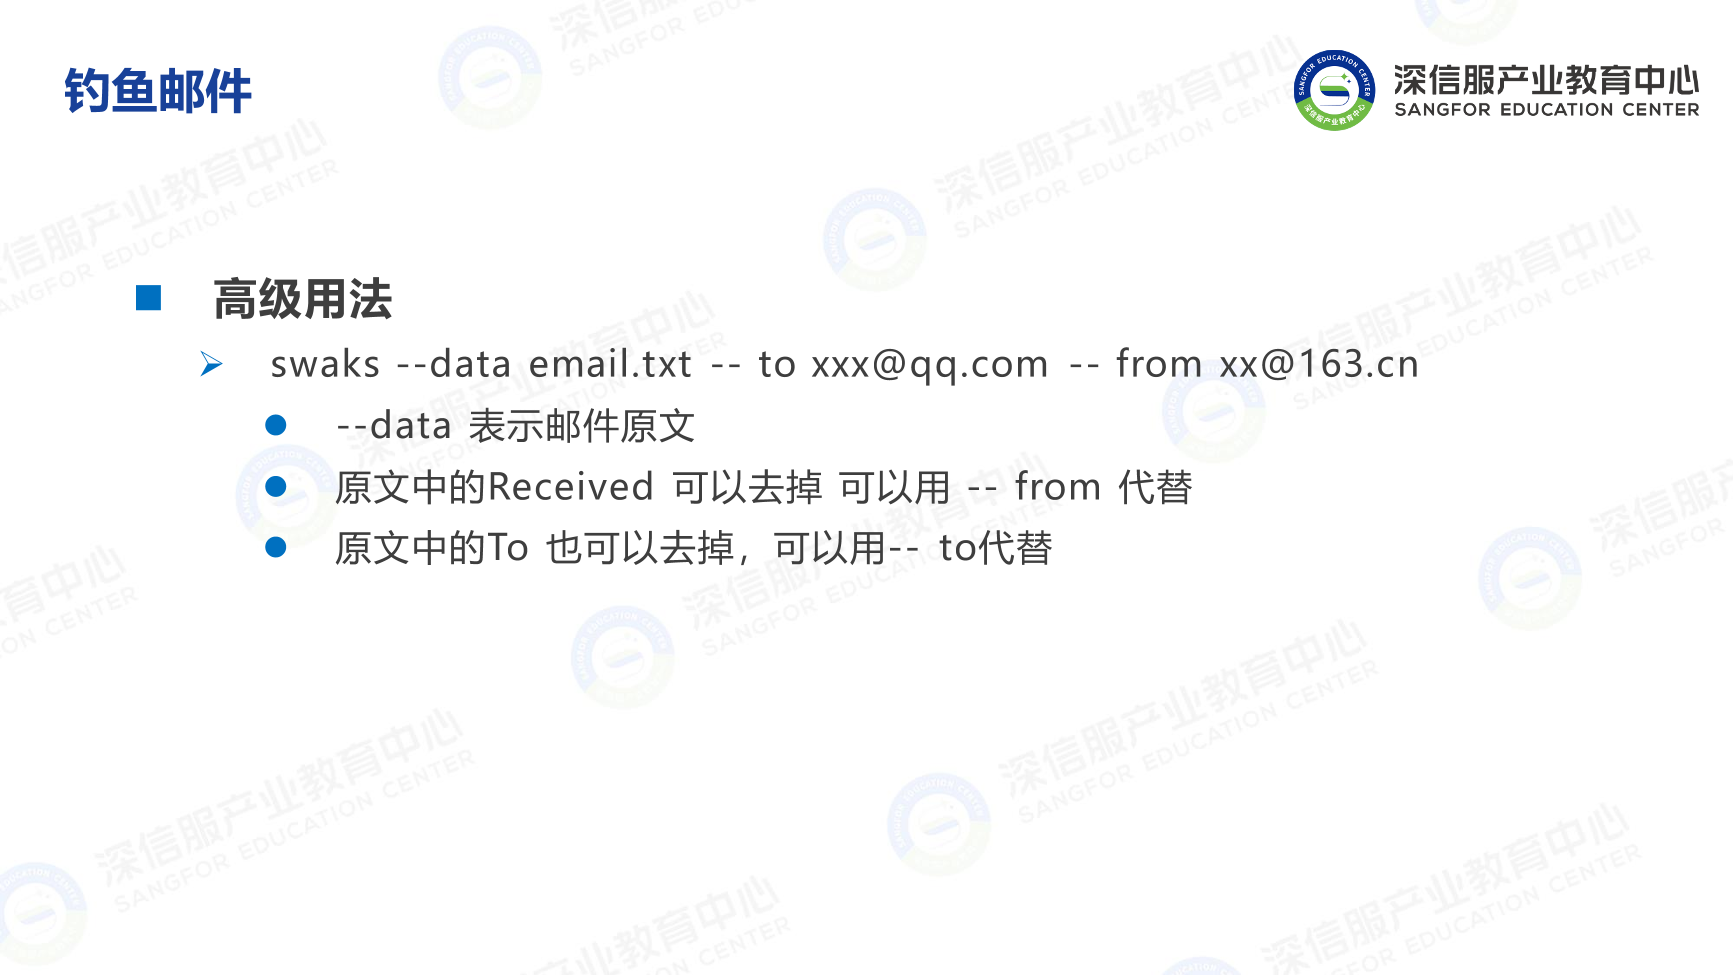 钓鱼邮件
深信服产业教育中心
SANGFOR EDUCATION CENTER
高级用法
swaks --data email.txt -- to xxx@qq.com -- from xx@163.cn
--data 表示邮件原文
原文中的Received 可以去掉 可以用 -- from 代替
原文中的To 也可以去掉，可以用-- to代替